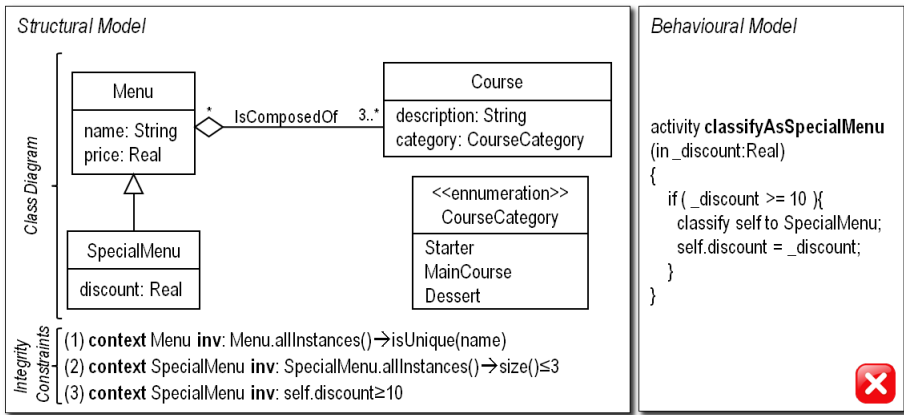 Structural Model
Class Diagram
Menu
name: String
price: Real
*
IsComposedOf
3..*
Course
description: String
category: CourseCategory
<<ennumeration>>
CourseCategory
Starter
MainCourse
Dessert
SpecialMenu
discount: Real
Integrity
Constraints
(1) context Menu inv: Menu.allInstances()→isUnique(name)
(2) context SpecialMenu inv: SpecialMenu.allInstances()→size()≤3
(3) context SpecialMenu inv: self.discount≥10
Behavioural Model
activity classifyAsSpecialMenu
(in _discount:Real)
{
if ( _discount >= 10 ){
classify self to SpecialMenu;
self.discount = _discount;
}
}